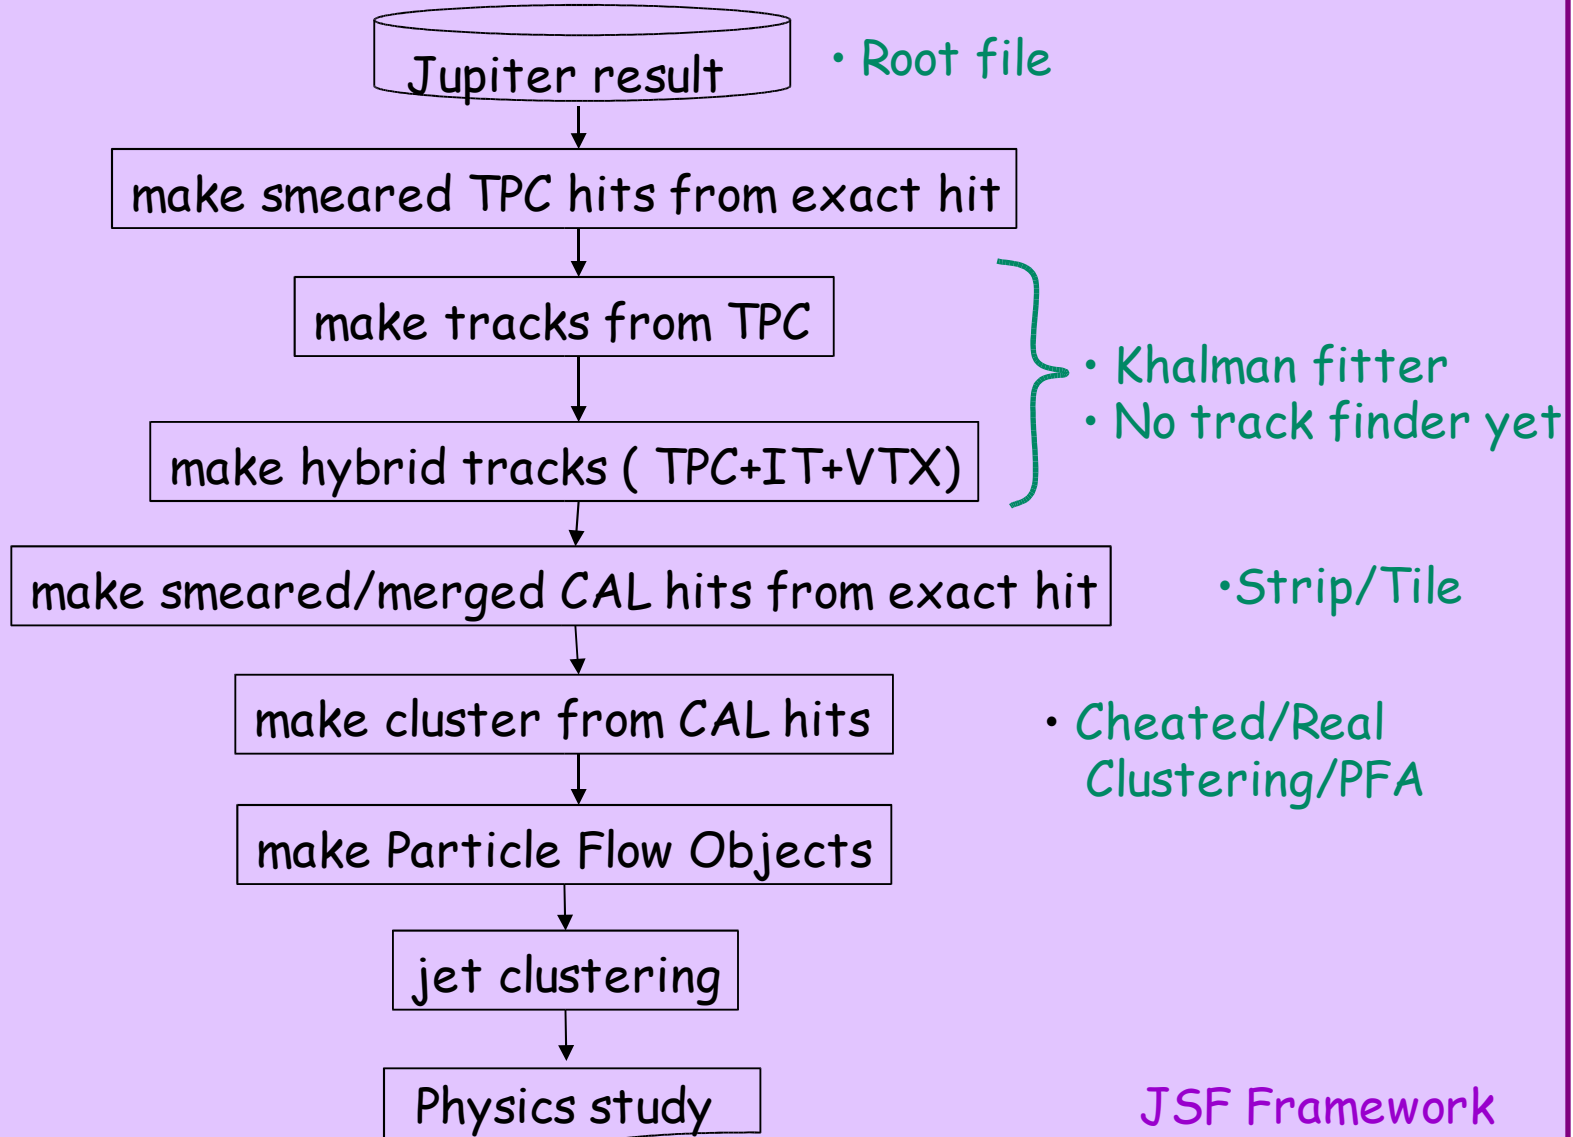 Jupiter result
• Root file
make smeared TPC hits from exact hit
make tracks from TPC
make hybrid tracks ( TPC+IT+VTX)
• Khalman fitter
• No track finder yet
make smeared/merged CAL hits from exact hit
•Strip/Tile
make cluster from CAL hits
• Cheated/Real
Clustering/PFA
make Particle Flow Objects
jet clustering
Physics study
JSF Framework